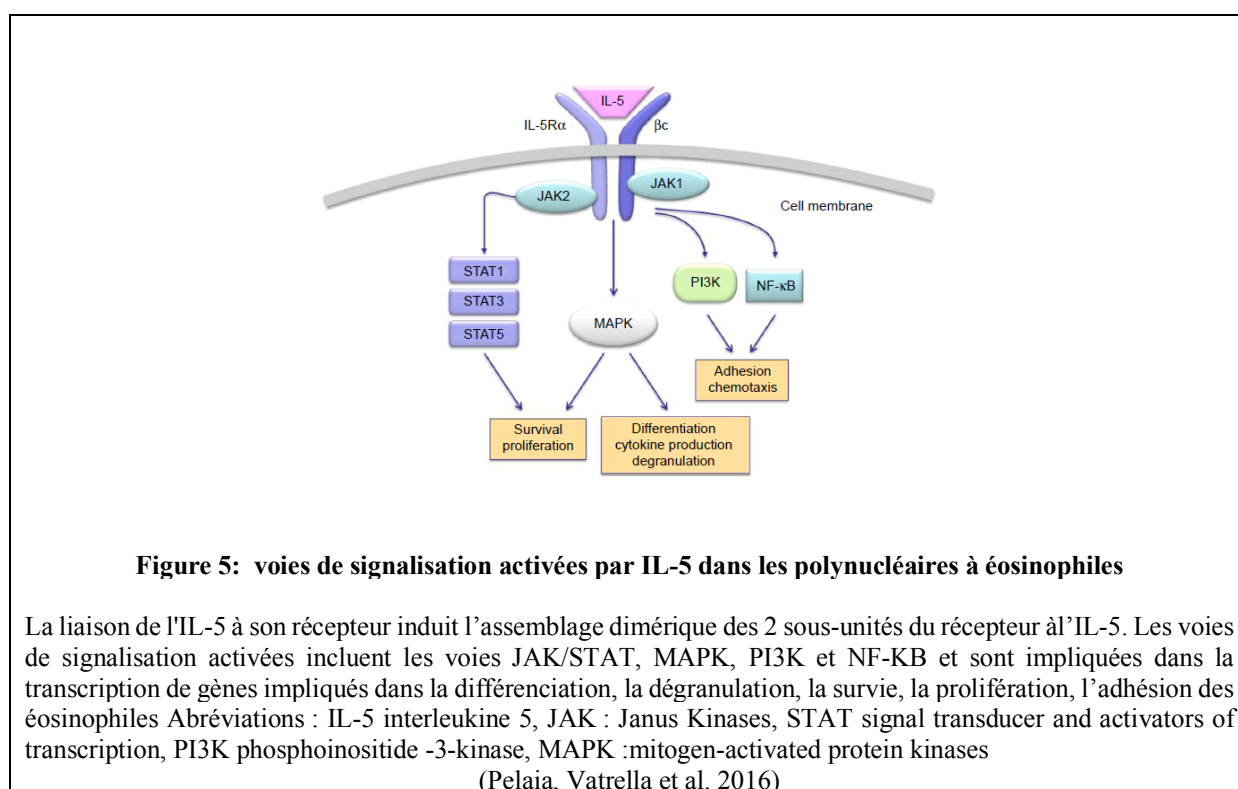 IL-5
IL-5Rα
βc
JAK2
JAK1
Cell membrane
STAT1
STAT3
STAT5
MAPK
PI3K
NF-κB
Adhesion
chemotaxis
Survival
proliferation
Differentiation
cytokine production
degranulation
Figure 5: voies de signalisation activées par IL-5 dans les polynucléaires à éosinophiles
La liaison de l'IL-5 à son récepteur induit l’assemblage dimérique des 2 sous-unités du récepteur àl’IL-5. Les voies
de signalisation activées incluent les voies JAK/STAT, MAPK, PI3K et NF-KB et sont impliquées dans la
transcription de gènes impliqués dans la différenciation, la dégranulation, la survie, la prolifération, l’adhésion des
éosinophiles Abréviations : IL-5 interleukine 5, JAK : Janus Kinases, STAT signal transducer and activators of
transcription, PI3K phosphoinositide -3-kinase, MAPK :mitogen-activated protein kinases
(Pelaia, Vatrella et al. 2016)